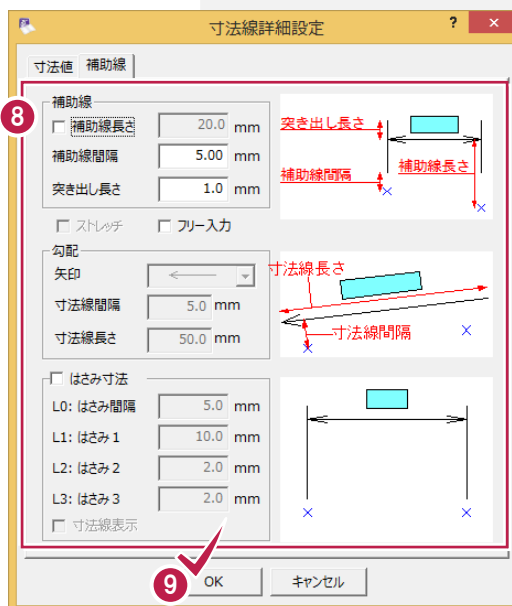 寸法線詳細設定 ? ×
寸法値 補助線
8
補助線
補助線長さ 20.0 mm
補助線間隔 5.00 mm
突き出し長さ 1.0 mm
突き出し長さ
補助線間隔
補助線長さ
ストレッチ フリー入力
勾配
矢印
寸法線間隔 5.0 mm
寸法線長さ 50.0 mm
寸法線長さ
寸法線間隔
はさみ寸法
L0: はさみ間隔 5.0 mm
L1: はさみ1 10.0 mm
L2: はさみ2 2.0 mm
L3: はさみ3 2.0 mm
寸法線表示
9
OK キャンセル